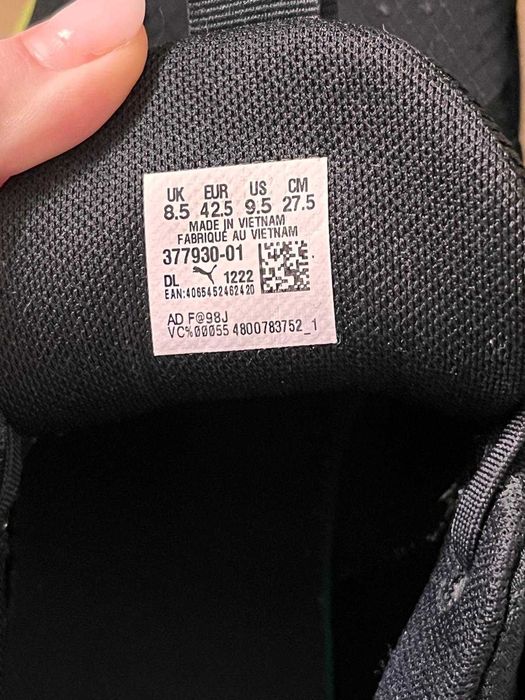 UK EUR US CM
8.5 42.5 9.5 27.5
MADE IN VIETNAM
FABRIQUÉ AU VIETNAM
377930-01
DL 1222
EAN:4065452462420
AD F@98J
VC%00055 4800783752_1